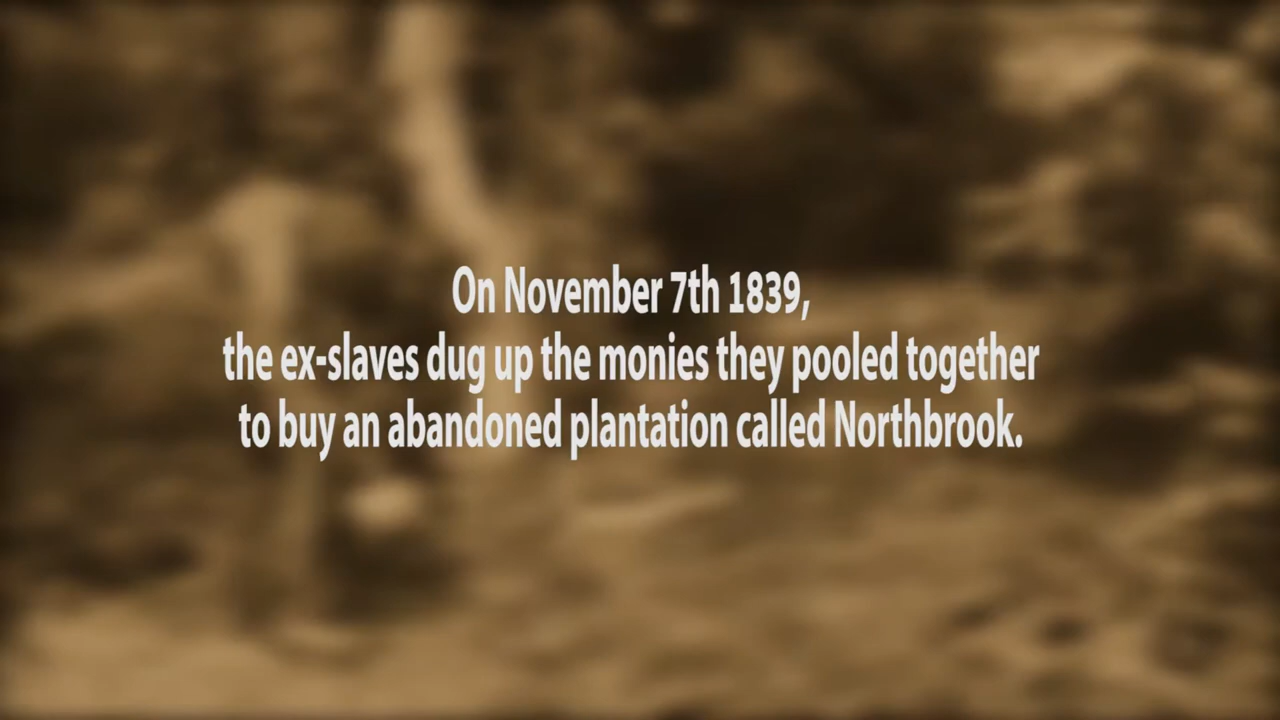 On November 7th 1839,
the ex-slaves dug up the monies they pooled together
to buy an abandoned plantation called Northbrook.